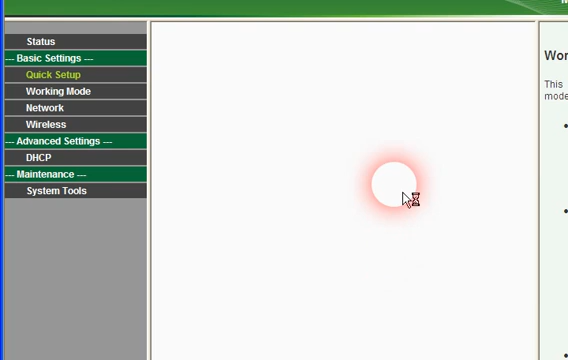 Status
--- Basic Settings ---
Quick Setup
Working Mode
Network
Wireless
--- Advanced Settings ---
DHCP
--- Maintenance ---
System Tools
Wor
This
mode